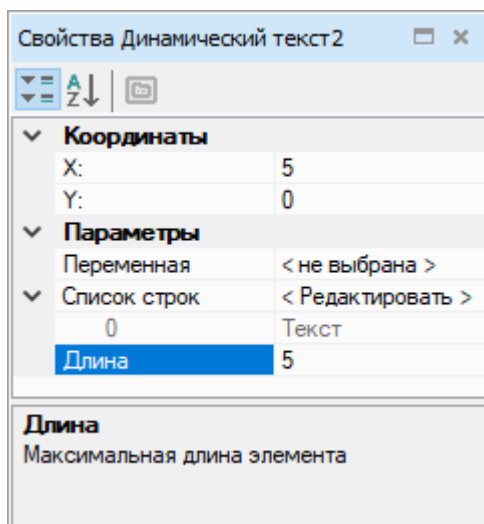 Свойства Динамический текст2
Координаты
X: 5
Y: 0
Параметры
Переменная < не выбрана >
Список строк < Редактировать >
0 Текст
Длина 5
Длина
Максимальная длина элемента